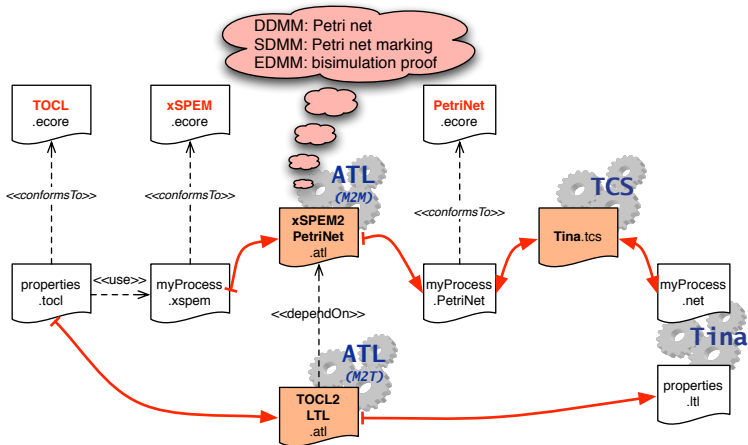 DDMM: Petri net
SDMM: Petri net marking
EDMM: bisimulation proof
TOCL
.ecore
xSPEM
.ecore
PetriNet
.ecore
ATL
(M2M)
TCS
<<conformsTo>>
<<conformsTo>>
<<conformsTo>>
xSPEM2
PetriNet
.atl
Tina.tcs
properties
.tocl
<<use>>
myProcess
.xspem
myProcess
.PetriNet
myProcess
.net
<<dependOn>>
Tina
ATL
(M2T)
TOCL2
LTL
.atl
properties
.ltl